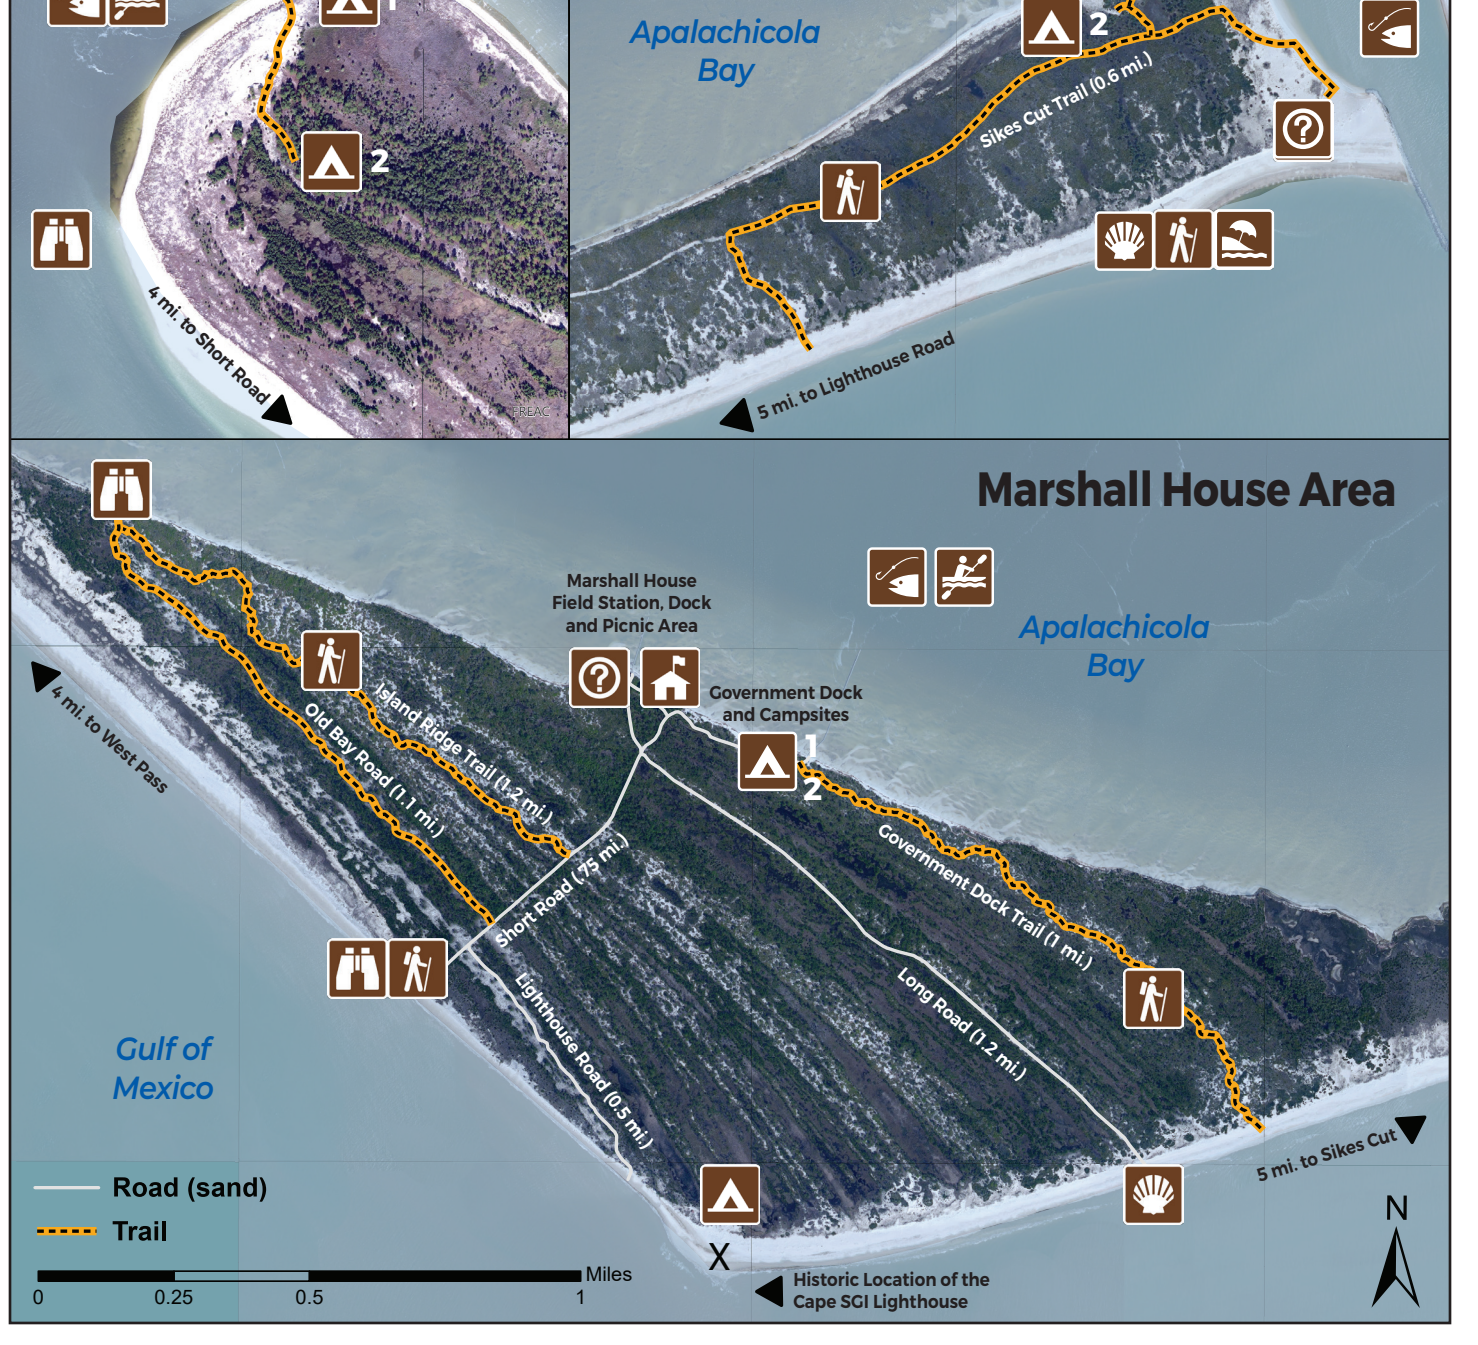 1
2
4 mi. to Short Road
FREAC
Apalachicola
Bay
2
Sikes Cut Trail (0.6 mi.)
?
5 mi. to Lighthouse Road
Marshall House Area
Marshall House
Field Station, Dock
and Picnic Area
Apalachicola
Bay
?
Government Dock
and Campsites
1
2
4 mi. to West Pass
Island Ridge Trail (1.2 mi.)
Old Bay Road (1.1 mi.)
Short Road (.75 mi.)
Government Dock Trail (1 mi.)
Lighthouse Road (0.5 mi.)
Long Road (1.2 mi.)
Gulf of
Mexico
5 mi. to Sikes Cut
Road (sand)
Trail
Miles
0 0.25 0.5 1
X
Historic Location of the
Cape SGI Lighthouse
N